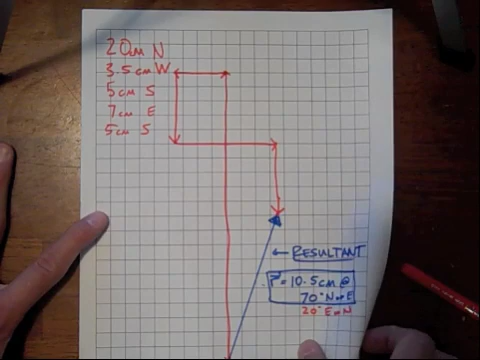 20cm N
3.5cm W
5cm S
7cm E
5cm S
← RESULTANT
r = 10.5cm @
70° N of E
20° E of N